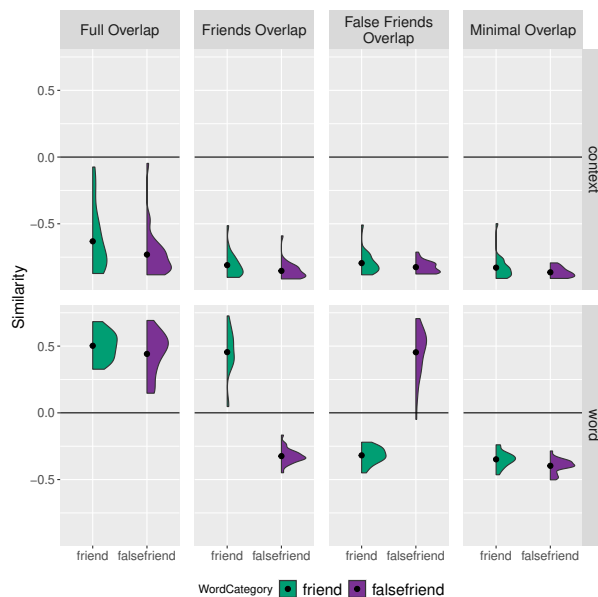 Full Overlap
Friends Overlap
False Friends
Overlap
Minimal Overlap
0.5
0.0
−0.5
context
Similarity
0.5
0.0
−0.5
word
friend falsefriend friend falsefriend friend falsefriend friend falsefriend
WordCategory friend falsefriend